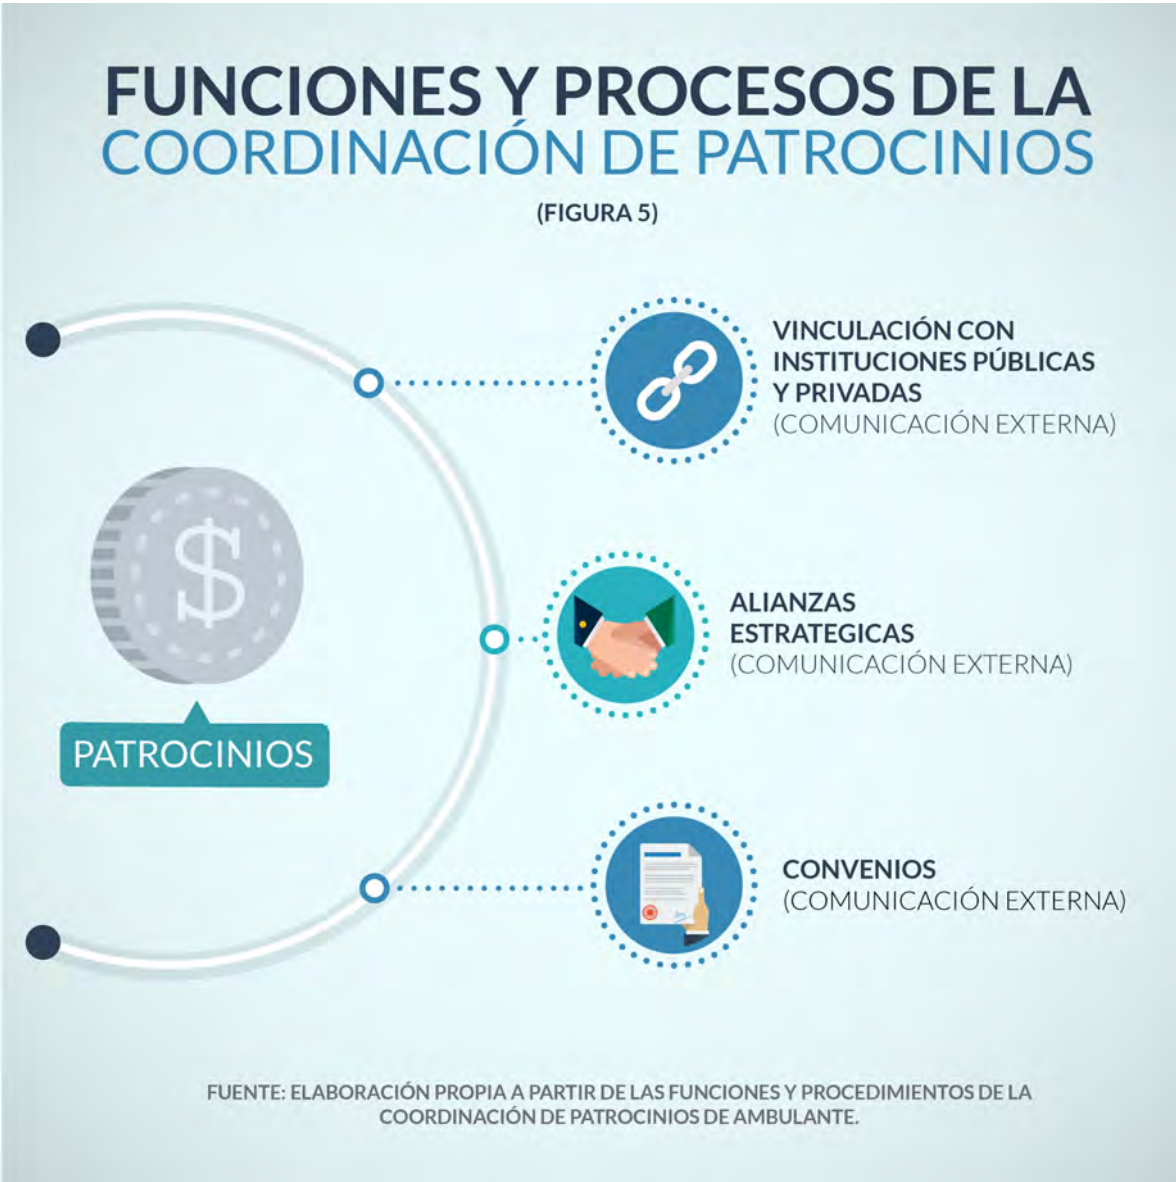 FUNCIONES Y PROCESOS DE LA
COORDINACIÓN DE PATROCINIOS
(FIGURA 5)
VINCULACIÓN CON
INSTITUCIONES PÚBLICAS
Y PRIVADAS
(COMUNICACIÓN EXTERNA)
$
ALIANZAS
ESTRATEGICAS
(COMUNICACIÓN EXTERNA)
PATROCINIOS
CONVENIOS
(COMUNICACIÓN EXTERNA)
FUENTE: ELABORACIÓN PROPIA A PARTIR DE LAS FUNCIONES Y PROCEDIMIENTOS DE LA
COORDINACIÓN DE PATROCINIOS DE AMBULANTE.